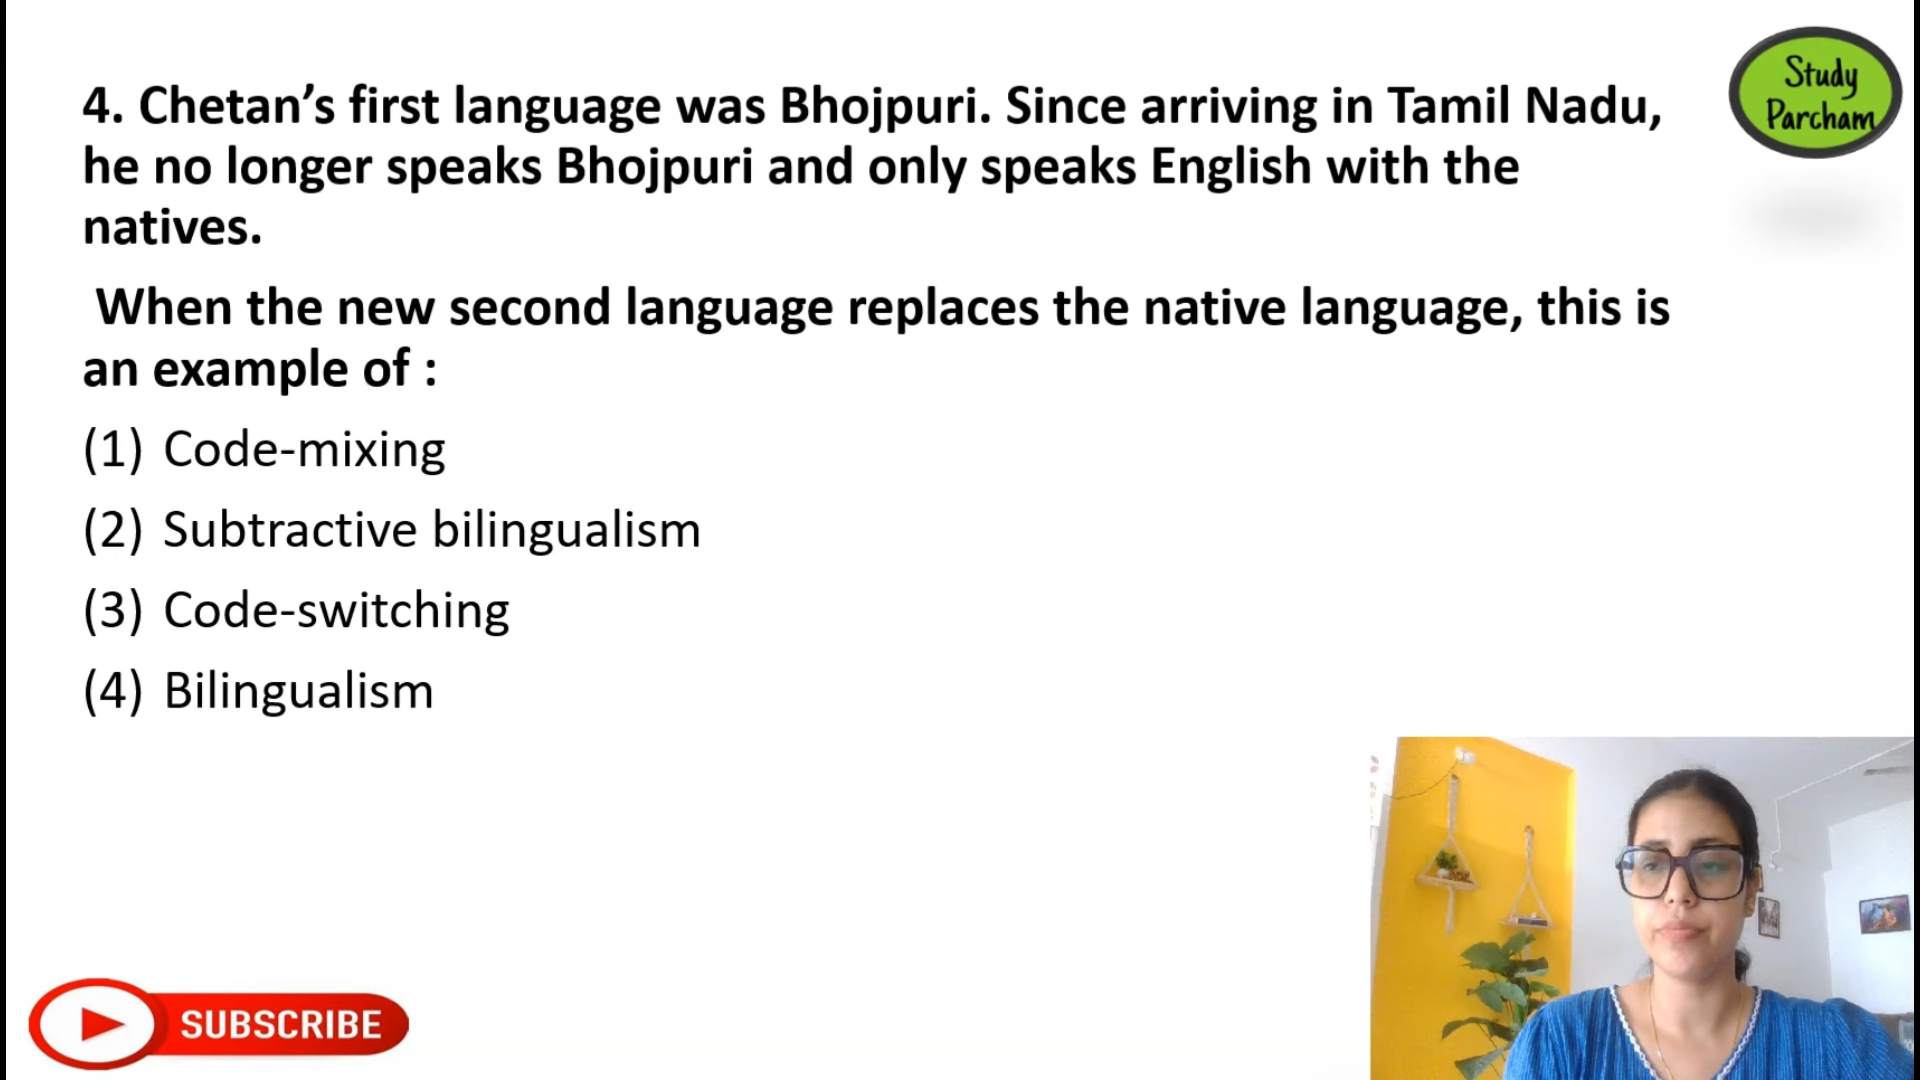 4. Chetan’s first language was Bhojpuri. Since arriving in Tamil Nadu,
he no longer speaks Bhojpuri and only speaks English with the
natives.
When the new second language replaces the native language, this is
an example of :
(1) Code-mixing
(2) Subtractive bilingualism
(3) Code-switching
(4) Bilingualism
Study
Parcham
SUBSCRIBE